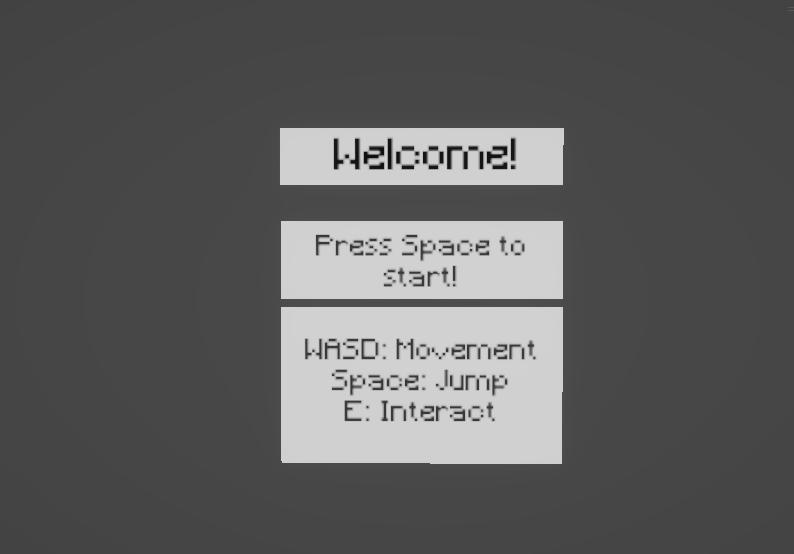 Welcome!
Press Space to
start!
WASD: Movement
Space: Jump
E: Interact